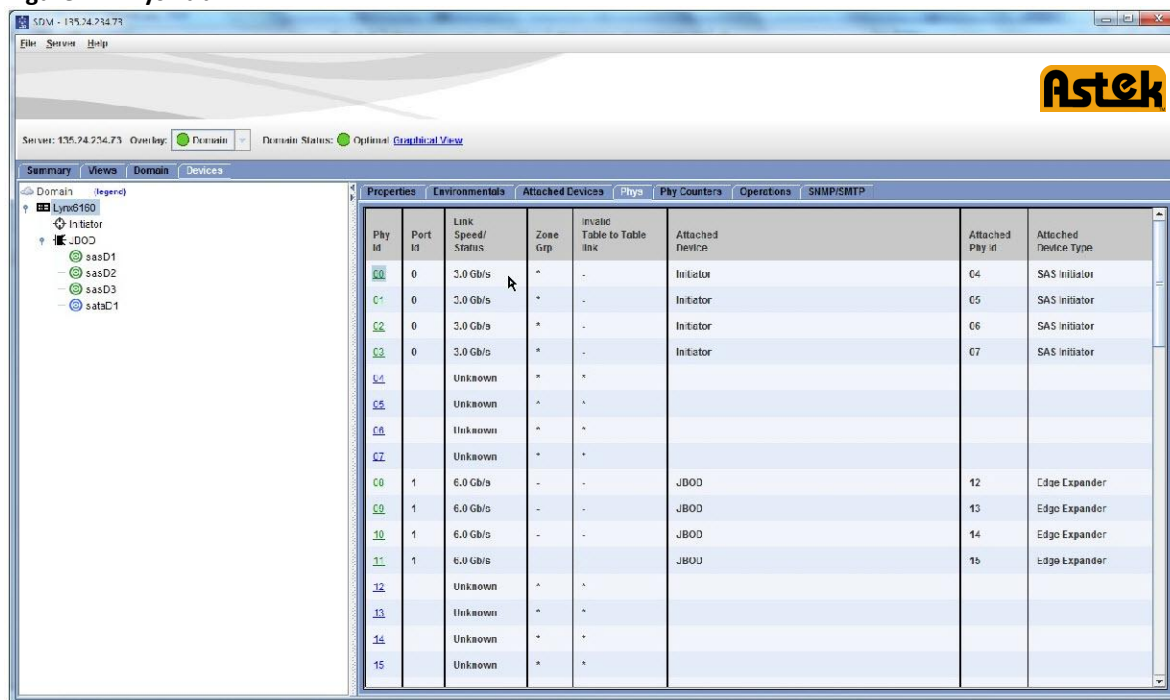 SDM - 135.24.234.73
File Server Help
Astek
Server: 135.24.234.73 Overlay: Domain Domain Status: Optimal Graphical View
Summary Views Domain Devices
Domain (legend)
Lynx6160
Initiator
JBOD
sasD1
sasD2
sasD3
sataD1
Properties Environmentals Attached Devices Phys Phy Counters Operations SNMP/SMTP
Phy Id Port Id Link Speed/ Status Zone Grp Invalid Table to Table link Attached Device Attached Phy Id Attached Device Type
00 0 3.0 Gb/s * - Initiator 04 SAS Initiator
01 0 3.0 Gb/s * - Initiator 05 SAS Initiator
02 0 3.0 Gb/s * - Initiator 06 SAS Initiator
03 0 3.0 Gb/s * - Initiator 07 SAS Initiator
04 Unknown * *
05 Unknown * *
06 Unknown * *
07 Unknown * *
08 1 6.0 Gb/s - - JBOD 12 Edge Expander
09 1 6.0 Gb/s - - JBOD 13 Edge Expander
10 1 6.0 Gb/s - - JBOD 14 Edge Expander
11 1 6.0 Gb/s - - JBOD 15 Edge Expander
12 Unknown * *
13 Unknown * *
14 Unknown * *
15 Unknown * *